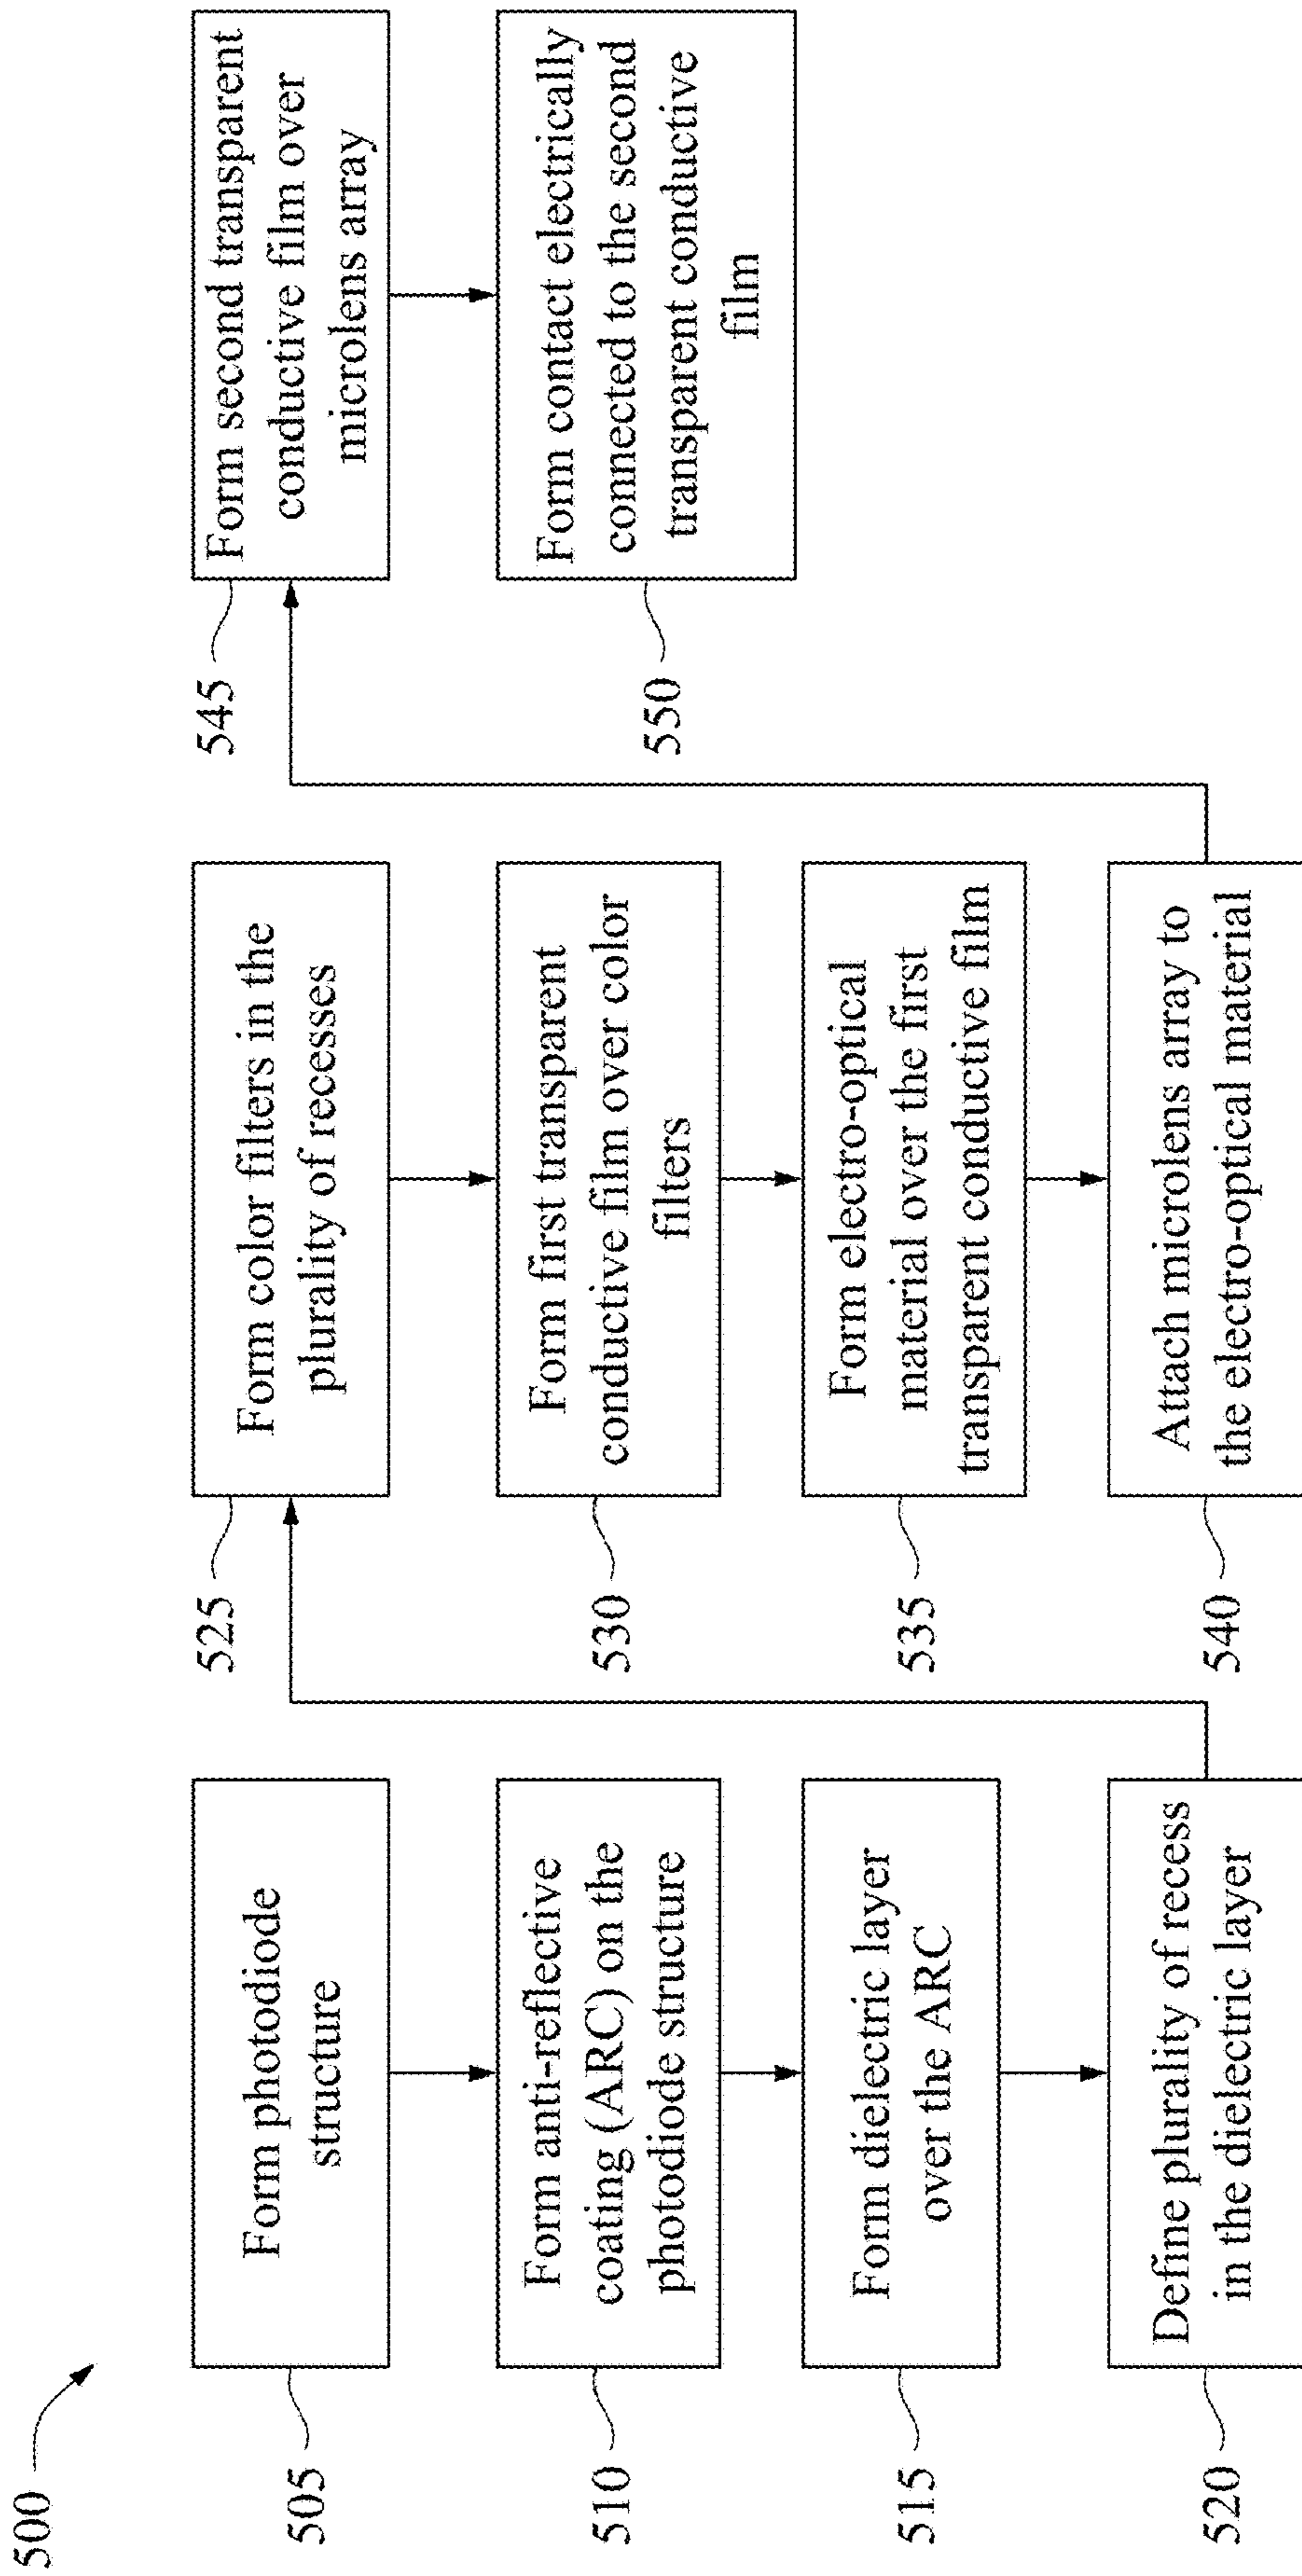 500
505
Form photodiode
structure
510
Form anti-reflective
coating (ARC) on the
photodiode structure
515
Form dielectric layer
over the ARC
520
Define plurality of recess
in the dielectric layer
525
Form color filters in the
plurality of recesses
530
Form first transparent
conductive film over color
filters
535
Form electro-optical
material over the first
transparent conductive film
540
Attach microlens array to
the electro-optical material
545
Form second transparent
conductive film over
microlens array
550
Form contact electrically
connected to the second
transparent conductive
film